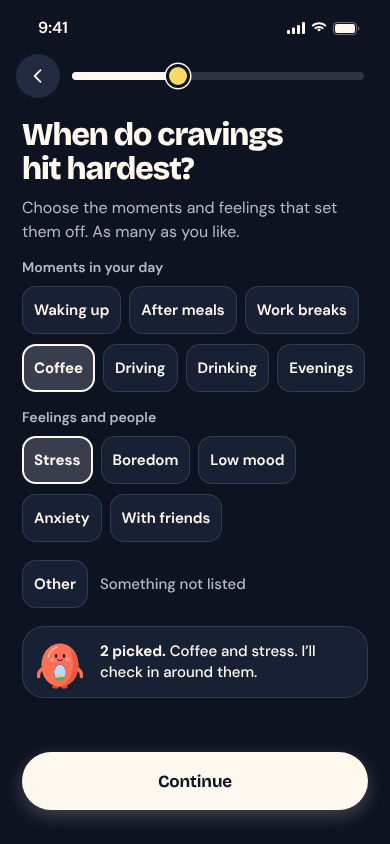 9:41
When do cravings
hit hardest?
Choose the moments and feelings that set
them off. As many as you like.
Moments in your day
Waking up After meals Work breaks
Coffee Driving Drinking Evenings
Feelings and people
Stress Boredom Low mood
Anxiety With friends
Other Something not listed
2 picked. Coffee and stress. I’ll
check in around them.
Continue